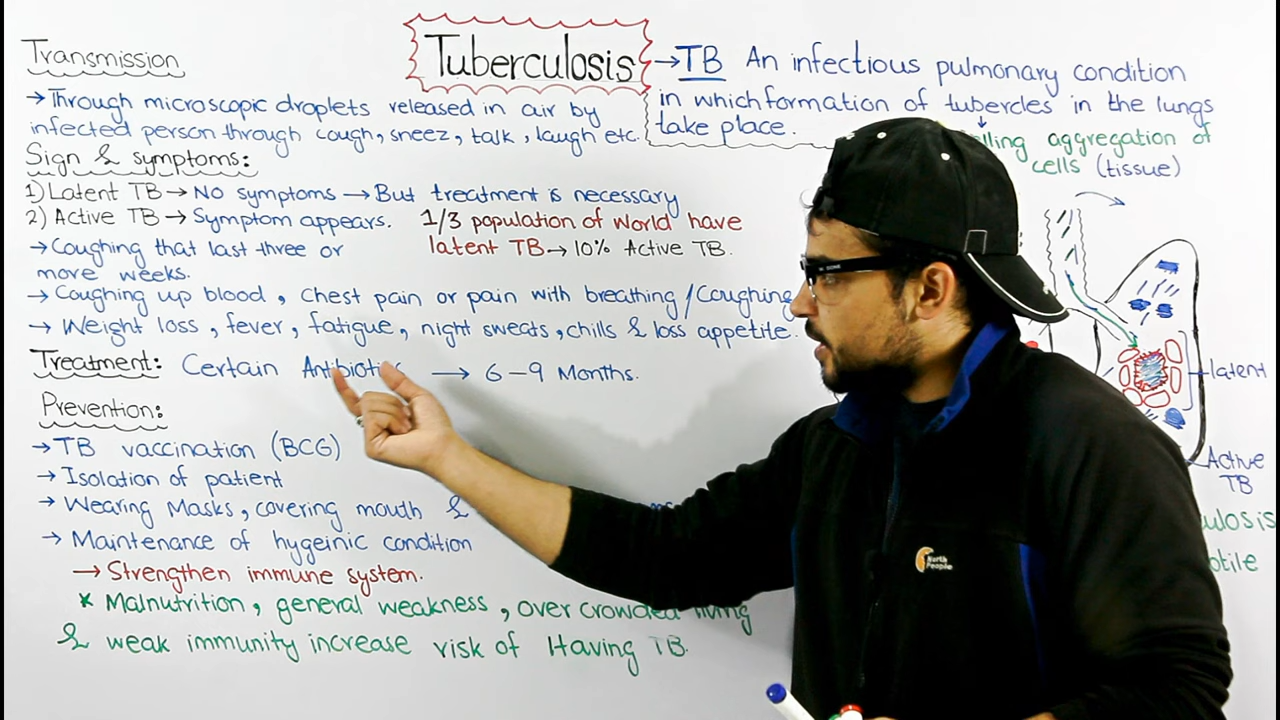 Transmission
→Through microscopic droplets released in air by
infected person through cough, sneez, talk, laugh etc.
Sign & symptoms:
1) Latent TB → No symptoms → But treatment is necessary
2) Active TB → Symptom appears.
→Coughing that last three or
more weeks.
1/3 population of world have
latent TB → 10% Active TB.
→ Coughing up blood, Chest pain or pain with breathing/Coughing
→ Weight loss, fever, fatigue, night sweats, chills & loss appetite.
Treatment: Certain → 6-9 Months.
Prevention:
→TB vaccination (BCG)
→ Isolation of patient
→ Wearing Masks, covering mouth &
→ Maintenance of hygeinic condition
→ Strengthen immune system.
* Malnutrition, general weakness, over crowded living
& weak immunity increase risk of Having TB.
Tuberculosis
→ TB An infectious pulmonary condition
in which formation of tubercles in the lungs
take place.
aggregation of
cells (tissue)
latent
Active
TB
North
People